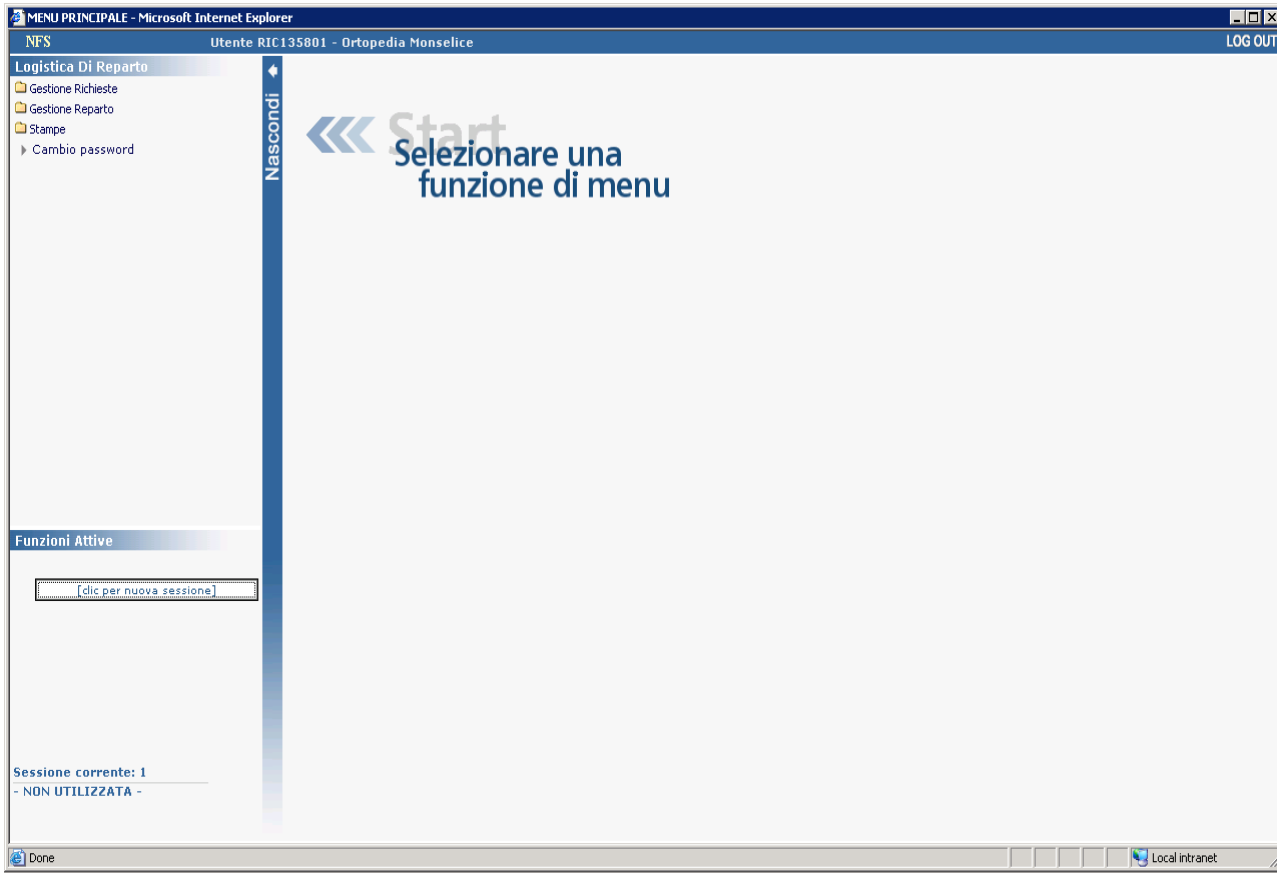 MENU PRINCIPALE - Microsoft Internet Explorer
NFS Utente RIC135801 - Ortopedia Monselice LOG OUT
Logistica Di Reparto
Gestione Richieste
Gestione Reparto
Stampe
Cambio password
Nascondi
Start
Selezionare una
funzione di menu
Funzioni Attive
[clic per nuova sessione]
Sessione corrente: 1
- NON UTILIZZATA -
Done Local intranet